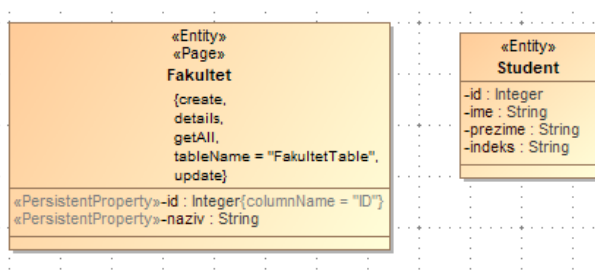 «Entity»
«Page»
Fakultet
{create,
details,
getAll,
tableName = "FakultetTable",
update}
«PersistentProperty»-id : Integer{columnName = "ID"}
«PersistentProperty»-naziv : String
«Entity»
Student
-id : Integer
-ime : String
-prezime : String
-indeks : String